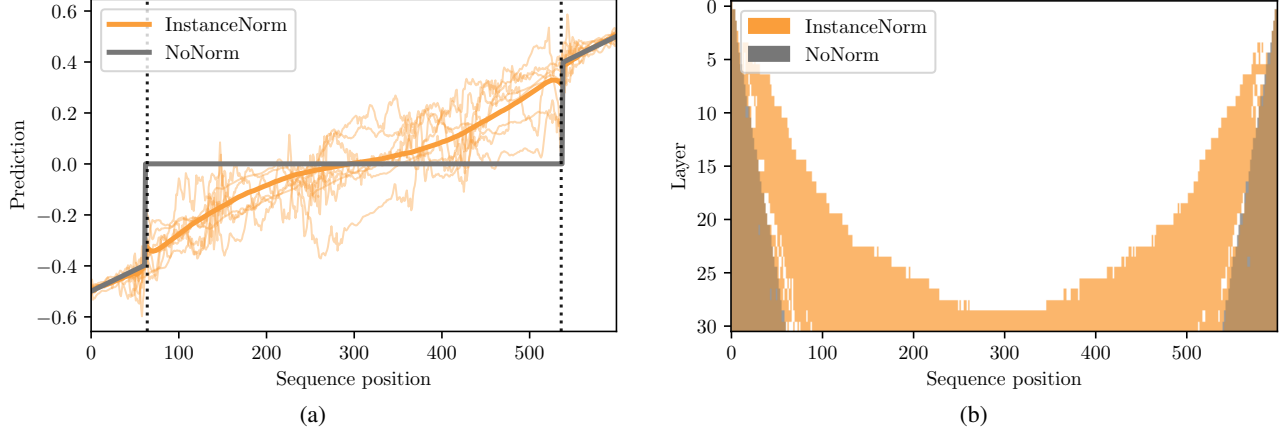 0.6
0.4
0.2
0.0
−0.2
−0.4
−0.6
Prediction
InstanceNorm
NoNorm
0 100 200 300 400 500
Sequence position
(a)
0
5
10
15
20
25
30
Layer
InstanceNorm
NoNorm
0 100 200 300 400 500
Sequence position
(b)